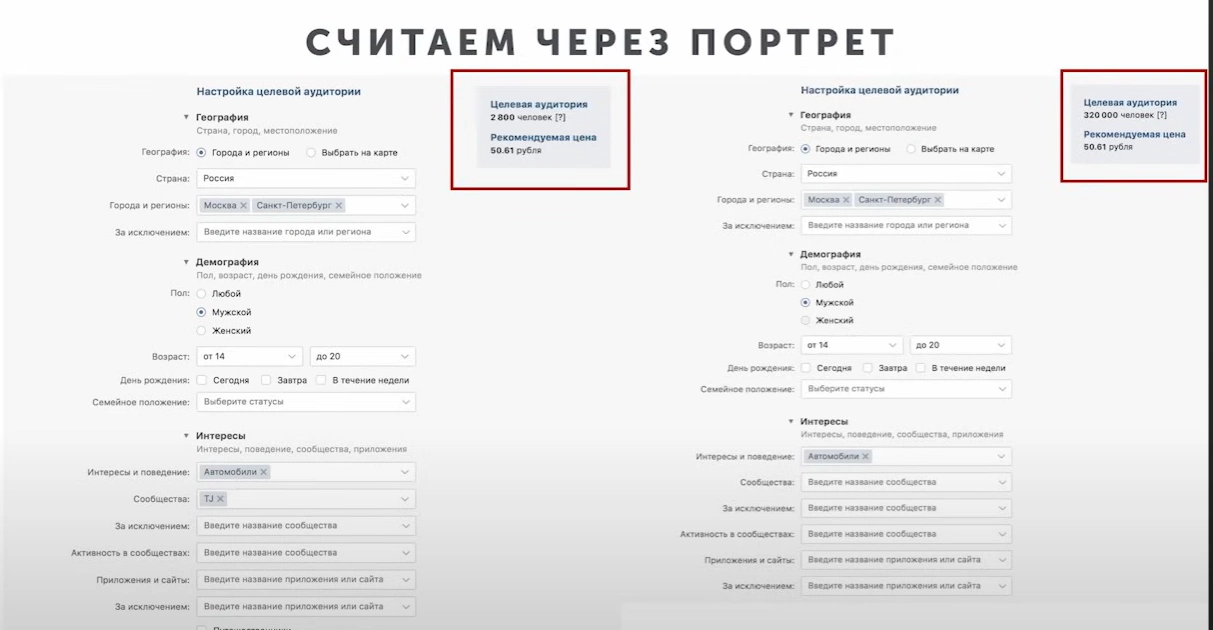 СЧИТАЕМ ЧЕРЕЗ ПОРТРЕТ
Настройка целевой аудитории
География
Страна, город, местоположение
География: Города и регионы Выбрать на карте
Страна: Россия
Города и регионы: Москва Санкт-Петербург
За исключением: Введите название города или региона
Демография
Пол, возраст, день рождения, семейное положение
Пол: Любой
Мужской
Женский
Возраст: от 14 до 20
День рождения: Сегодня Завтра В течение недели
Семейное положение: Выберите статусы
Интересы
Интересы, поведение, сообщества, приложения
Интересы и поведение: Автомобили
Сообщества: TJ
За исключением: Введите название сообщества
Активность в сообществах: Введите название сообщества
Приложения и сайты: Введите название приложения или сайта
За исключением: Введите название приложения или сайта
Целевая аудитория
2 800 человек [?]
Рекомендуемая цена
50.61 рубля
Настройка целевой аудитории
География
Страна, город, местоположение
География: Города и регионы Выбрать на карте
Страна: Россия
Города и регионы: Москва Санкт-Петербург
За исключением: Введите название города или региона
Демография
Пол, возраст, день рождения, семейное положение
Пол: Любой
Мужской
Женский
Возраст: от 14 до 20
День рождения: Сегодня Завтра В течение недели
Семейное положение: Выберите статусы
Интересы
Интересы, поведение, сообщества, приложения
Интересы и поведение: Автомобили
Сообщества: Введите название сообщества
За исключением: Введите название сообщества
Активность в сообществах: Введите название сообщества
Приложения и сайты: Введите название приложения или сайта
За исключением: Введите название приложения или сайта
Целевая аудитория
320 000 человек [?]
Рекомендуемая цена
50.61 рубля